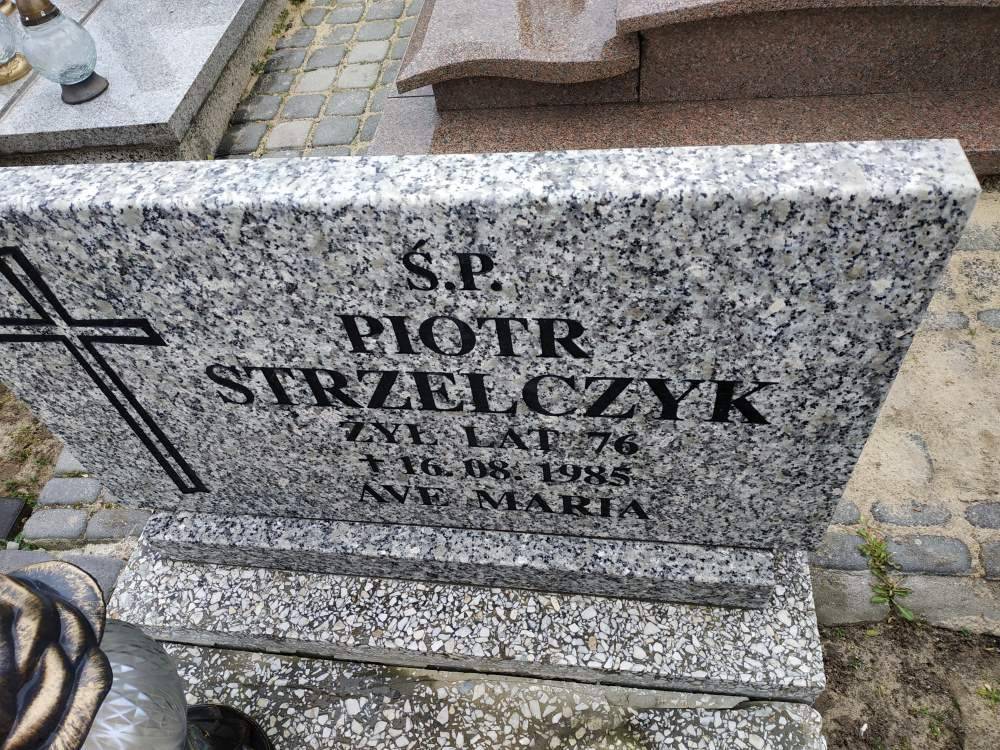 Ś.P.
PIOTR
STRZELCZYK
ŻYŁ LAT 76
† 16.08.1985
AVE MARIA